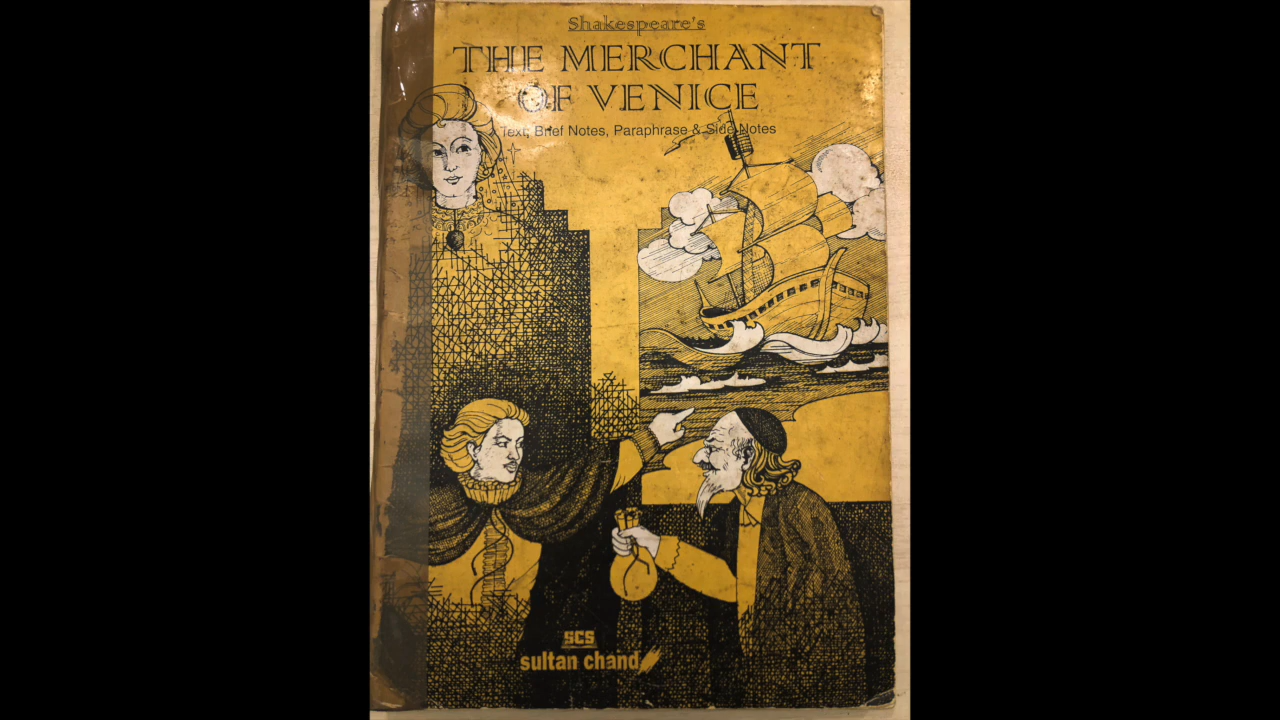 Shakespeare's
THE MERCHANT
OF VENICE
Text, Brief Notes, Paraphrase & Side Notes
SCS
sultan chand